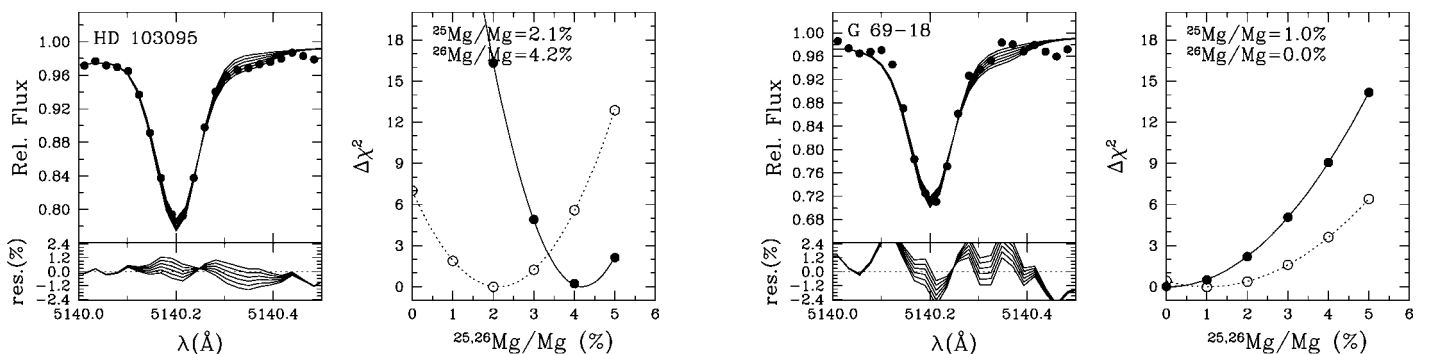 HD 103095
Rel. Flux
1.00
0.96
0.92
0.88
0.84
0.80
res.(%)
2.4
1.2
0.0
−1.2
−2.4
5140.0 5140.2 5140.4
λ(Å)
²⁵Mg/Mg=2.1%
²⁶Mg/Mg=4.2%
Δχ²
18
15
12
9
6
3
0
0 1 2 3 4 5 6
²⁵,²⁶Mg/Mg (%)
G 69−18
Rel. Flux
1.00
0.96
0.92
0.88
0.84
0.80
0.76
0.72
0.68
res.(%)
2.4
1.2
0.0
−1.2
−2.4
5140.0 5140.2 5140.4
λ(Å)
²⁵Mg/Mg=1.0%
²⁶Mg/Mg=0.0%
Δχ²
18
15
12
9
6
3
0
0 1 2 3 4 5 6
²⁵,²⁶Mg/Mg (%)